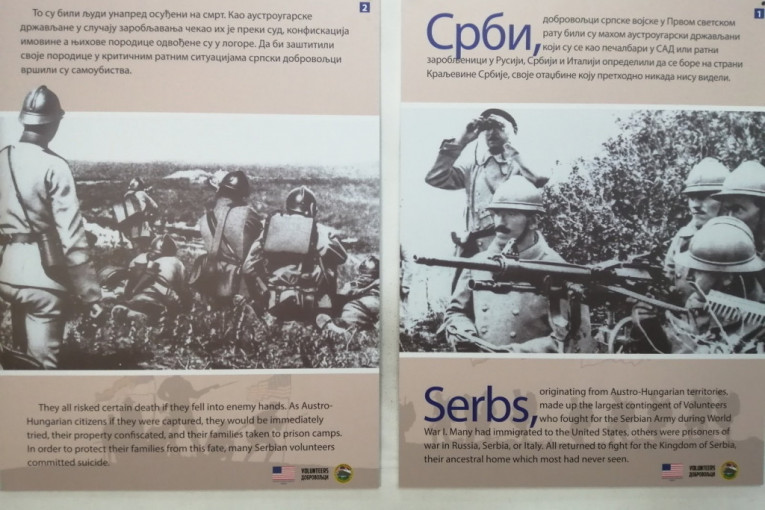 2
То су били људи унапред осуђени на смрт. Као аустроугарске
држављане у случају заробљавања чекао их је преки суд, конфискација
имовине а њихове породице одвођене су у логоре. Да би заштитили
своје породице у критичним ратним ситуацијама српски добровољци
вршили су самоубиства.
They all risked certain death if they fell into enemy hands. As Austro-
Hungarian citizens if they were captured, they would be immediately
tried, their property confiscated, and their families taken to prison camps.
In order to protect their families from this fate, many Serbian volunteers
committed suicide.
VOLUNTEERS
ДОБРОВОЉЦИ
1
Срби,
добровољци српске војске у Првом светском
рату били су махом аустроугарски држављани
који су се као печалбари у САД или ратни
заробљеници у Русији, Србији и Италији определили да се боре на страни
Краљевине Србије, своје отаџбине коју претходно никада нису видели.
Serbs,
originating from Austro-Hungarian territories,
made up the largest contingent of Volunteers
who fought for the Serbian Army during World
War I. Many had immigrated to the United States, others were prisoners of
war in Russia, Serbia, or Italy. All returned to fight for the Kingdom of Serbia,
their ancestral home which most had never seen.
VOLUNTEERS
ДОБРОВОЉЦИ